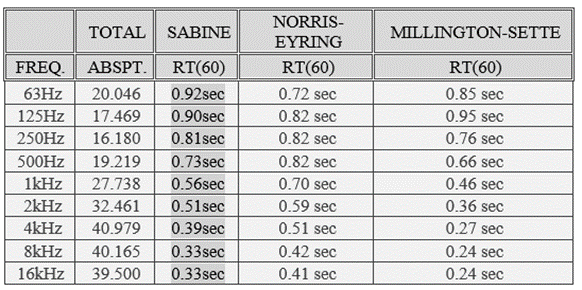 TOTAL SABINE NORRIS-EYRING MILLINGTON-SETTE
FREQ. ABSPT. RT(60) RT(60) RT(60)
63Hz 20.046 0.92sec 0.72 sec 0.85 sec
125Hz 17.469 0.90sec 0.82 sec 0.95 sec
250Hz 16.180 0.81sec 0.82 sec 0.76 sec
500Hz 19.219 0.73sec 0.82 sec 0.66 sec
1kHz 27.738 0.56sec 0.70 sec 0.46 sec
2kHz 32.461 0.51sec 0.59 sec 0.36 sec
4kHz 40.979 0.39sec 0.51 sec 0.27 sec
8kHz 40.165 0.33sec 0.42 sec 0.24 sec
16kHz 39.500 0.33sec 0.41 sec 0.24 sec